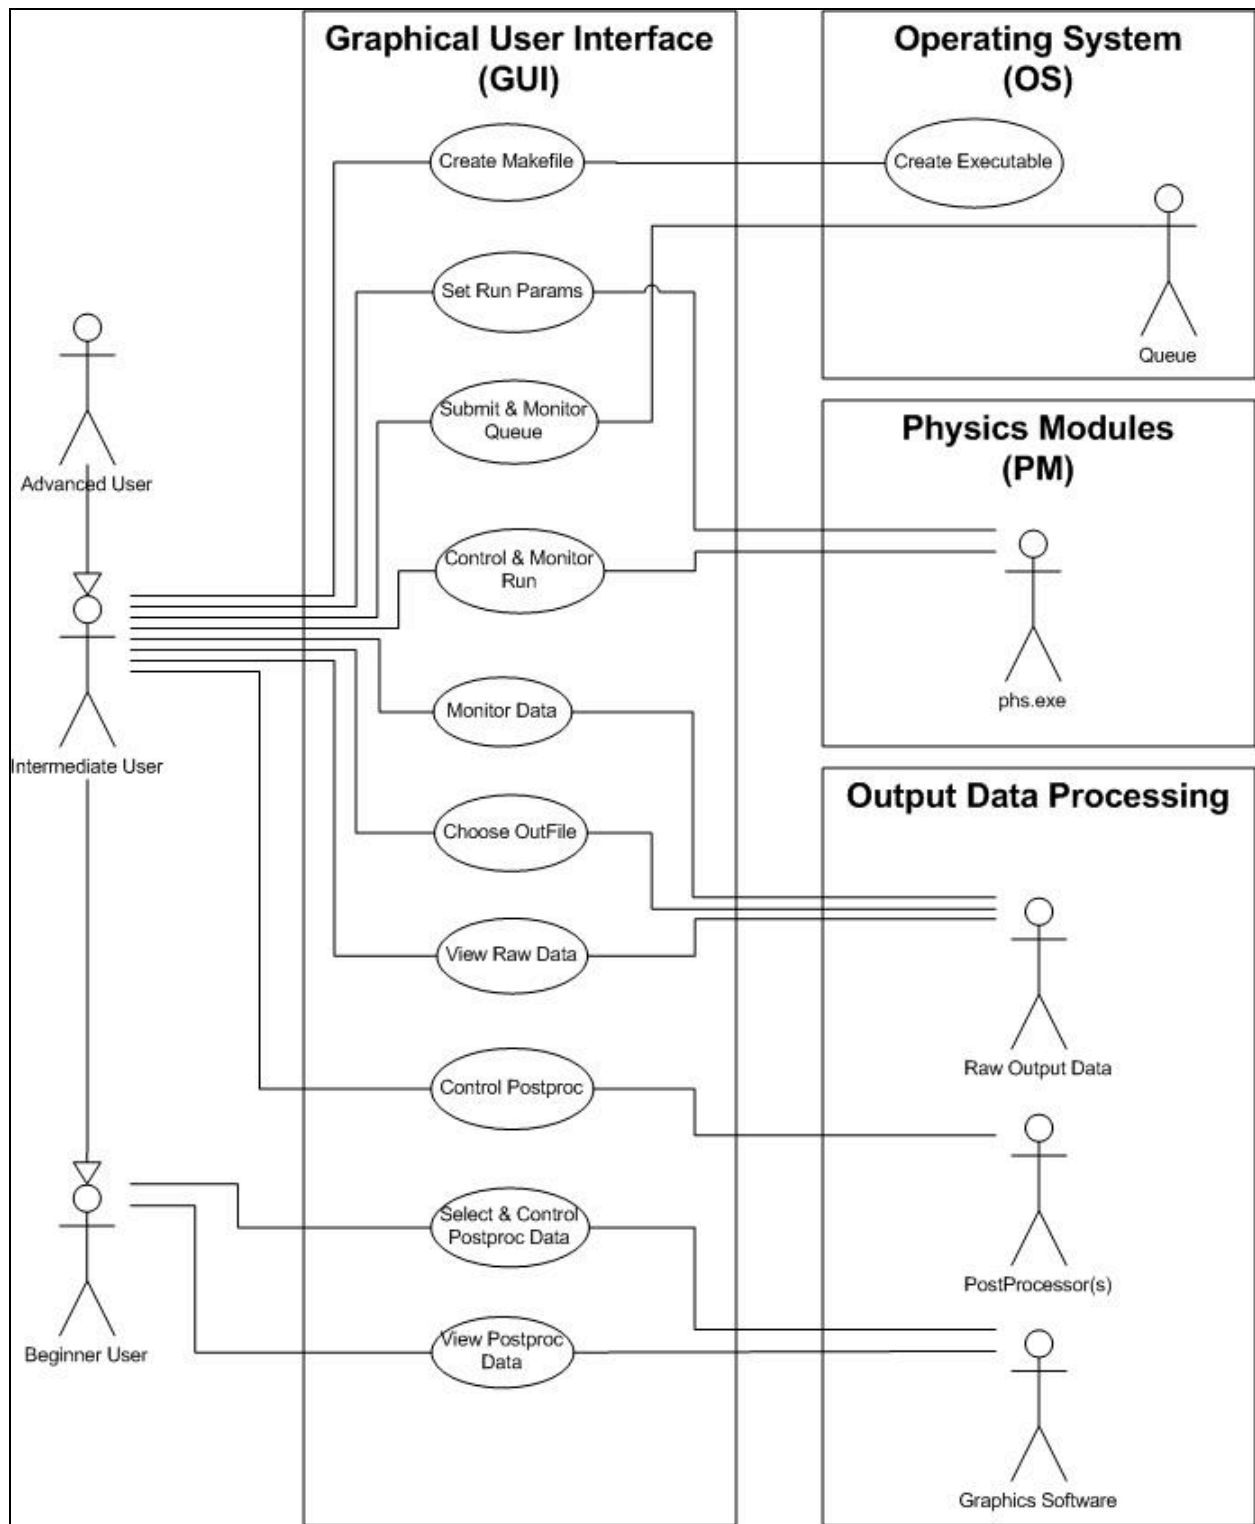 Graphical User Interface
(GUI)
Operating System
(OS)
Create Makefile
Create Executable
Set Run Params
Queue
Submit & Monitor
Queue
Physics Modules
(PM)
Advanced User
Control & Monitor
Run
phs.exe
Monitor Data
Intermediate User
Output Data Processing
Choose OutFile
View Raw Data
Raw Output Data
Control Postproc
Select & Control
Postproc Data
PostProcessor(s)
View Postproc
Data
Beginner User
Graphics Software